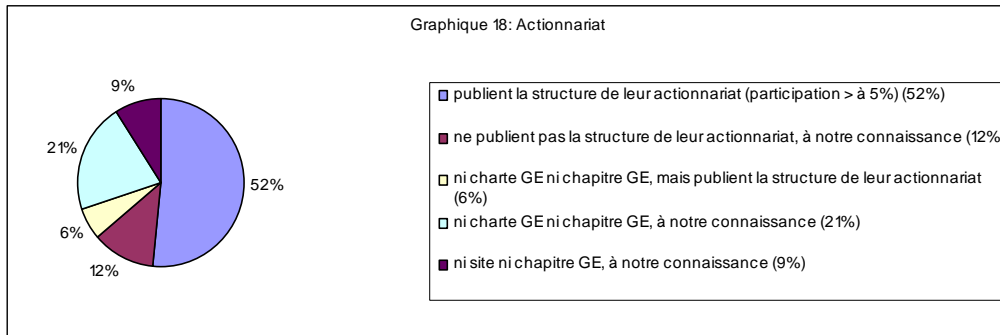 Graphique 18: Actionnariat
9%
21%
6%
12%
52%
publient la structure de leur actionnariat (participation > à 5%) (52%)
ne publient pas la structure de leur actionnariat, à notre connaissance (12%
ni charte GE ni chapitre GE, mais publient la structure de leur actionnariat
(6%)
ni charte GE ni chapitre GE, à notre connaissance (21%)
ni site ni chapitre GE, à notre connaissance (9%)